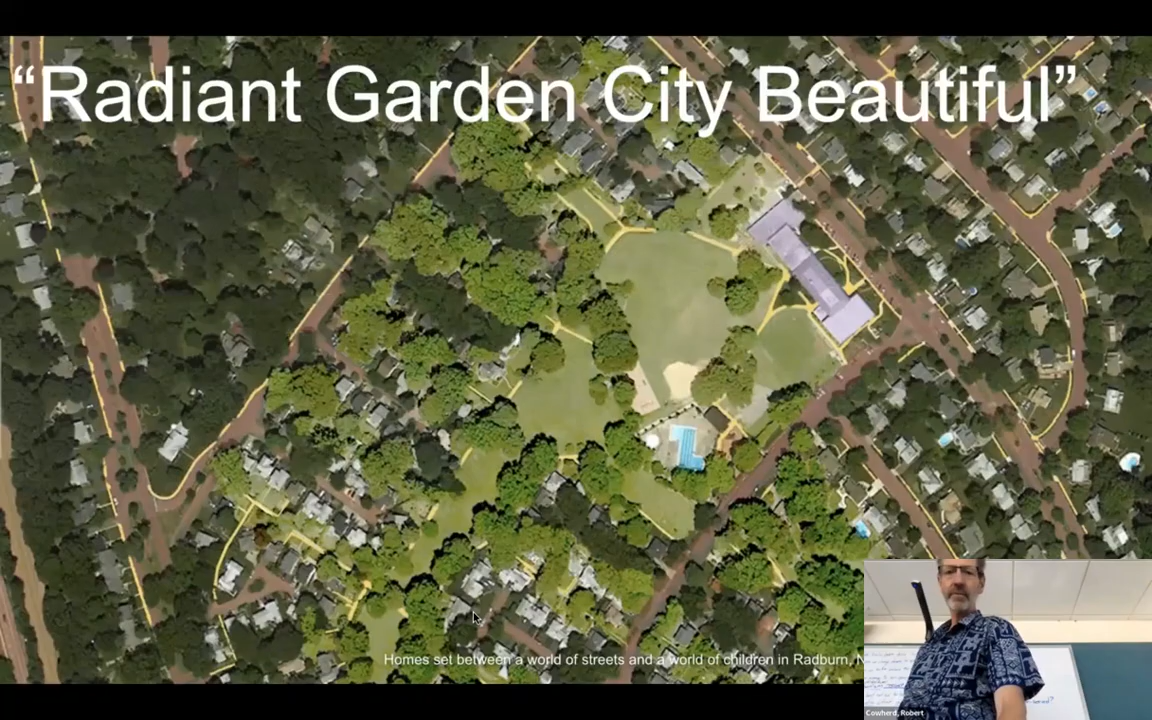 “Radiant Garden City Beautiful”
Homes set between a world of streets and a world of children in Radburn, N
Cowherd, Robert